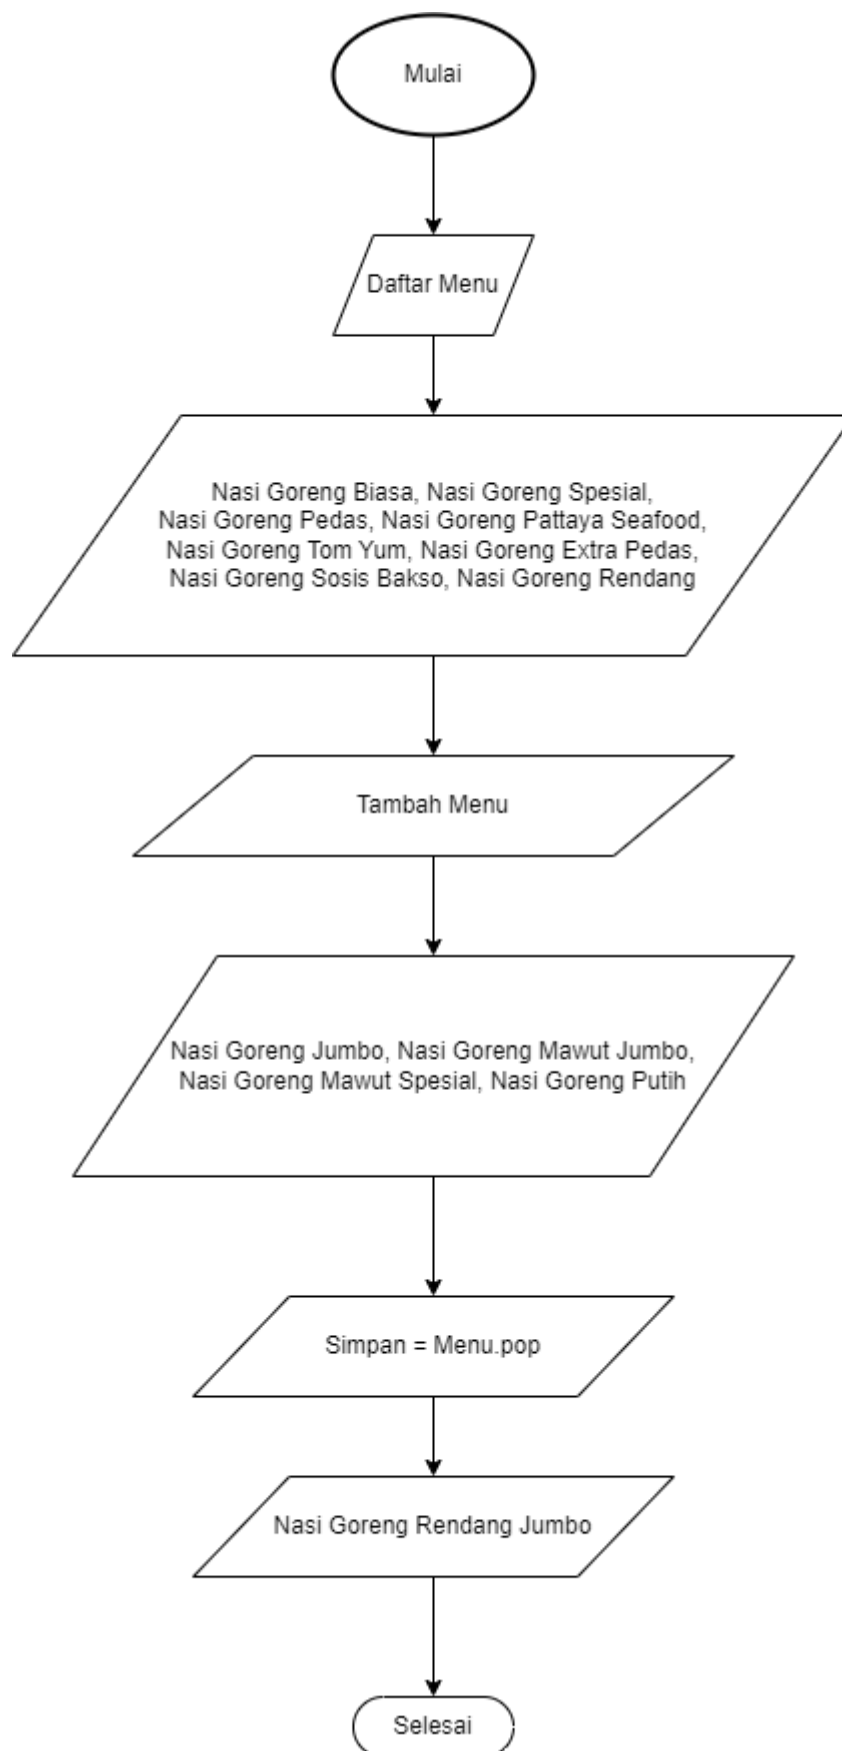 Mulai
Daftar Menu
Nasi Goreng Biasa, Nasi Goreng Spesial,
Nasi Goreng Pedas, Nasi Goreng Pattaya Seafood,
Nasi Goreng Tom Yum, Nasi Goreng Extra Pedas,
Nasi Goreng Sosis Bakso, Nasi Goreng Rendang
Tambah Menu
Nasi Goreng Jumbo, Nasi Goreng Mawut Jumbo,
Nasi Goreng Mawut Spesial, Nasi Goreng Putih
Simpan = Menu.pop
Nasi Goreng Rendang Jumbo
Selesai